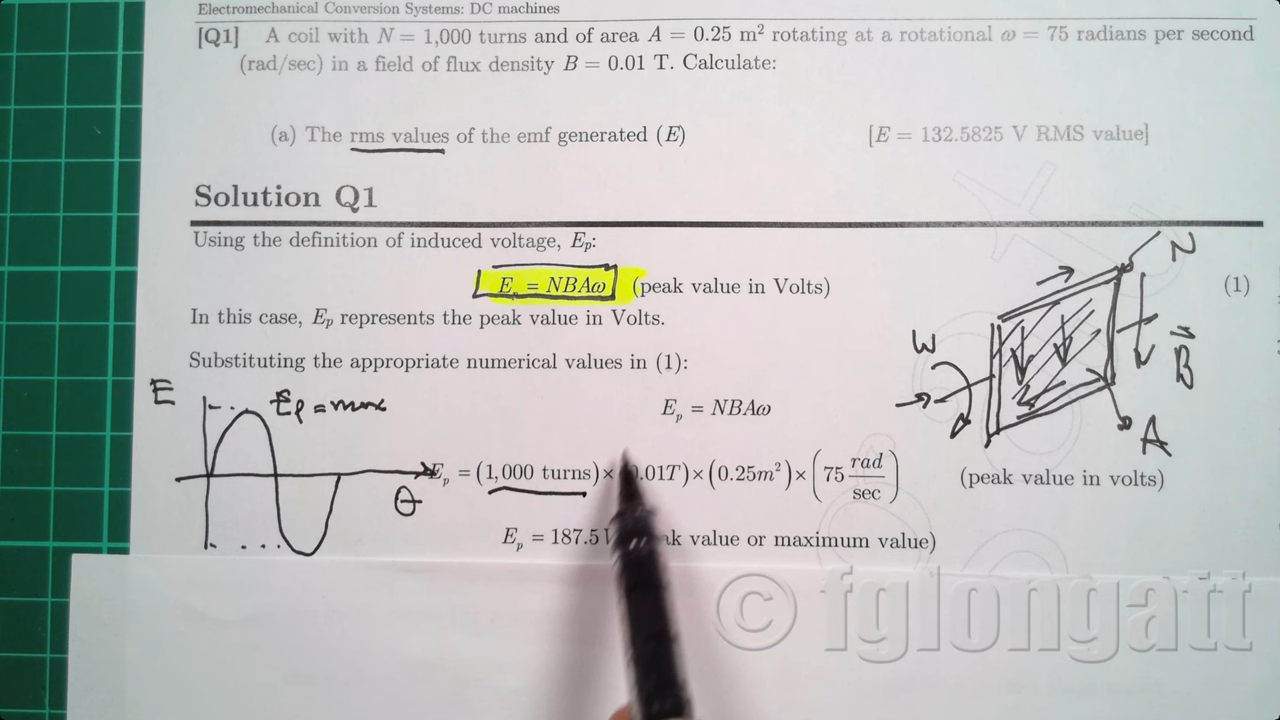 Electromechanical Conversion Systems: DC machines
[Q1] A coil with N = 1,000 turns and of area A = 0.25 m² rotating at a rotational ω = 75 radians per second
(rad/sec) in a field of flux density B = 0.01 T. Calculate:
(a) The rms values of the emf generated (E) [E = 132.5825 V RMS value]
Solution Q1
Using the definition of induced voltage, Eₚ:
E = NBAω (peak value in Volts) (1)
In this case, Eₚ represents the peak value in Volts.
Substituting the appropriate numerical values in (1):
E
Ep = max
θ
Eₚ = NBAω
Eₚ = (1,000 turns) × 0.01T) × (0.25m²) × (75 rad/sec) (peak value in volts)
Eₚ = 187.5 value or maximum value)
N
ω
B
A
© fglongatt